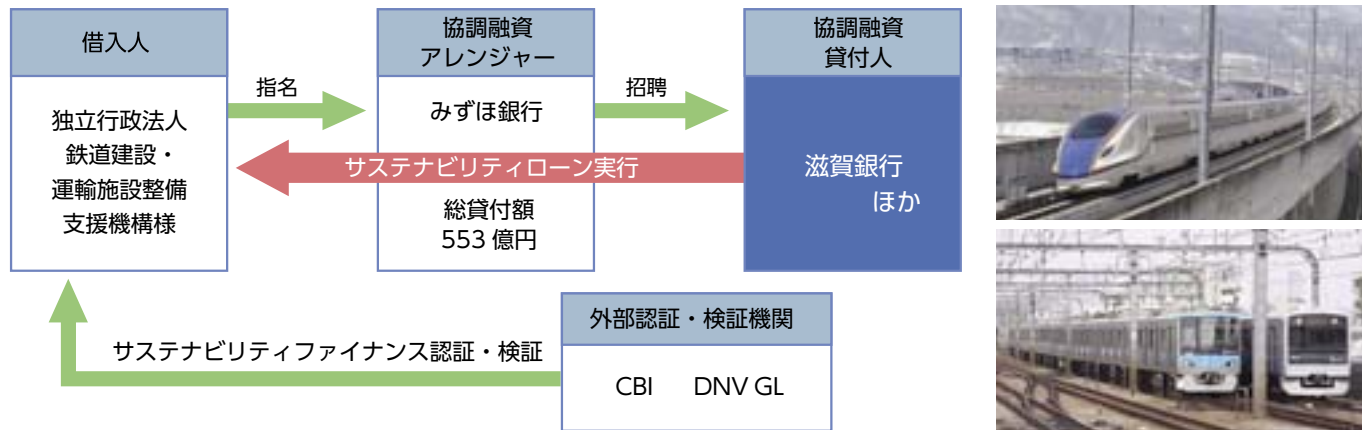 借入人
独立行政法人
鉄道建設・
運輸施設整備
支援機構様
指名
協調融資
アレンジャー
みずほ銀行
総貸付額
553 億円
招聘
協調融資
貸付人
滋賀銀行
ほか
サステナビリティローン実行
サステナビリティファイナンス認証・検証
外部認証・検証機関
CBI DNV GL